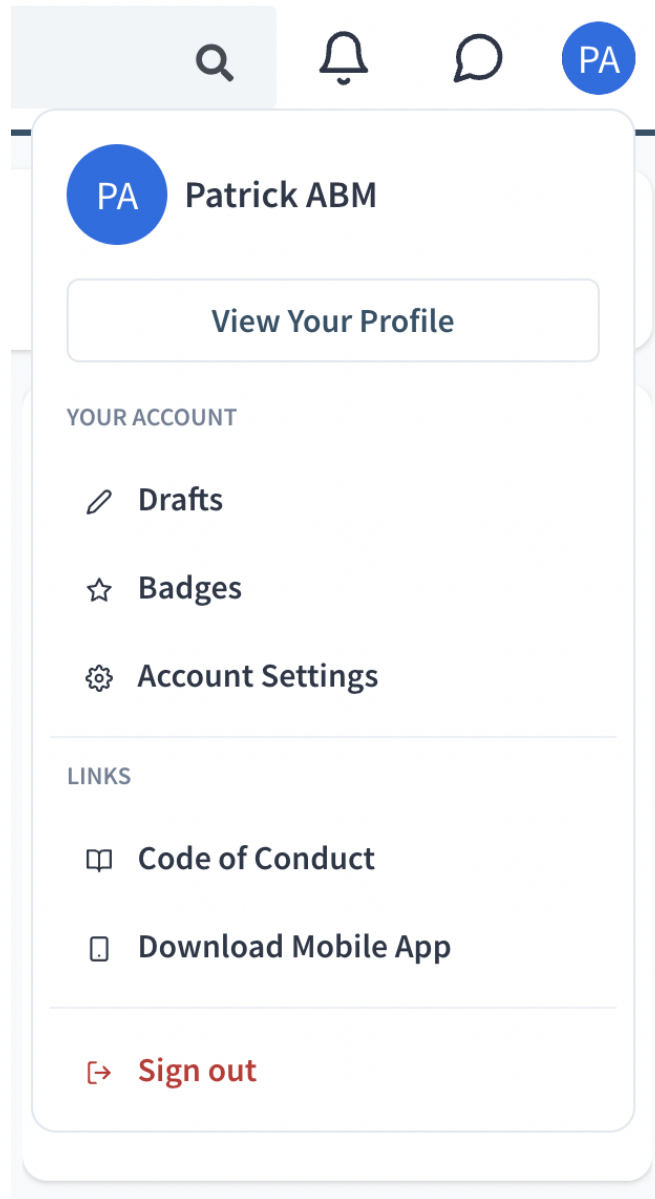 PA
PA
Patrick ABM
View Your Profile
YOUR ACCOUNT
Drafts
Badges
Account Settings
LINKS
Code of Conduct
Download Mobile App
Sign out